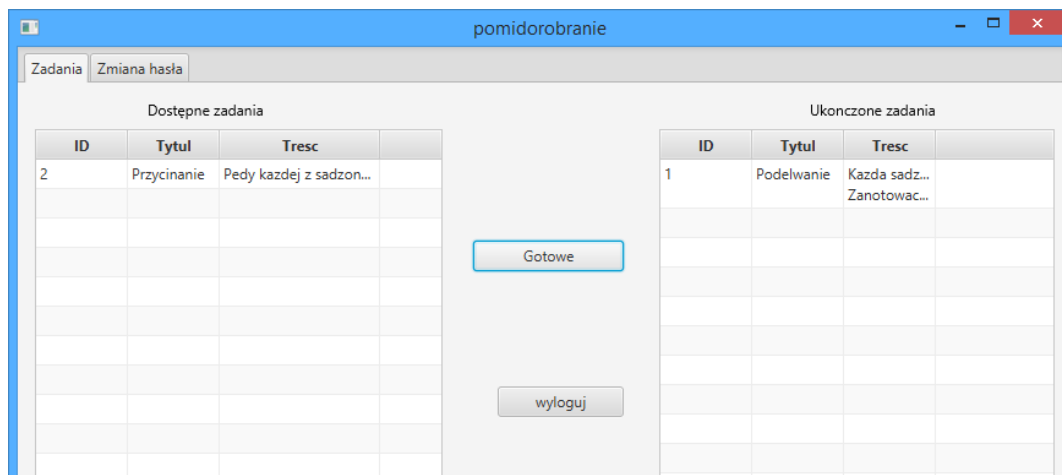 pomidorobranie
Zadania Zmiana hasła
Dostępne zadania
Ukonczone zadania
ID Tytul Tresc
2 Przycinanie Pedy kazdej z sadzon...
Gotowe
wyloguj
ID Tytul Tresc
1 Podelwanie Kazda sadz...
Zanotowac...